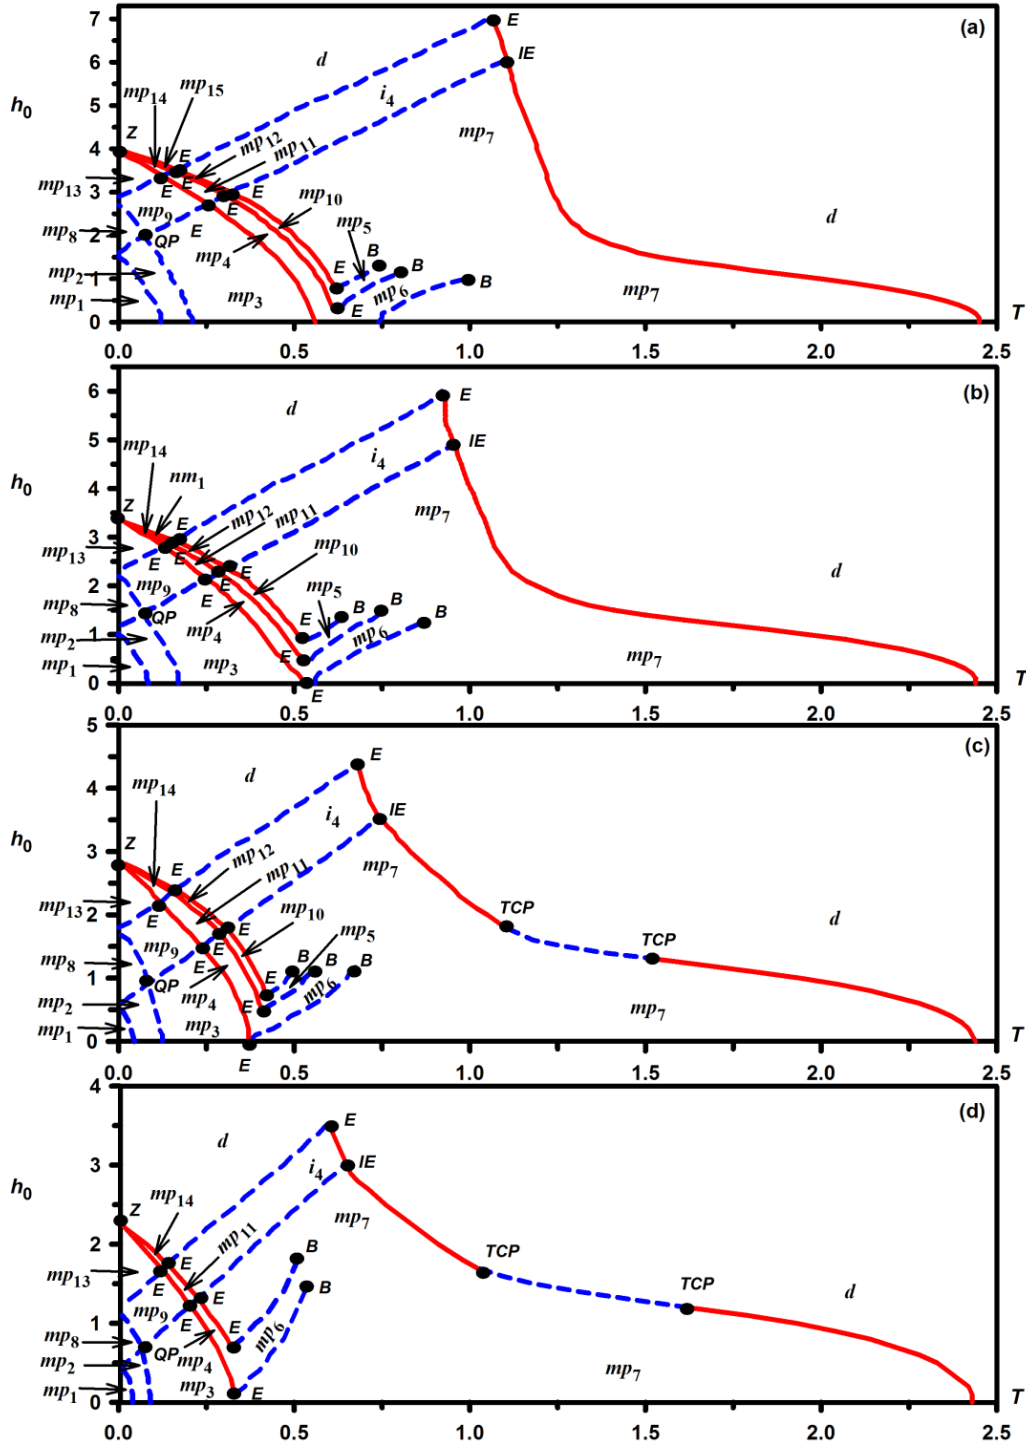 (a)
7
E
d
IE
6
i4
mp15
5
mp14
h0
mp7
Z
mp12
4
E
mp11
mp13
3
E
E
E
mp10
mp9
E
mp5
mp8
E
d
2
QP
B
mp4
E
B
mp2
B
1
mp6
mp1
mp3
mp7
E
0
T
0.0
0.5
1.0
1.5
2.0
2.5
(b)
6
E
d
IE
5
mp14
i4
h0
nm1
4
mp7
Z
E
mp12
3
mp11
mp13
mp10
E
E
d
mp9
E
mp5
2
E
mp8
B
B
QP
B
mp2
mp4
1
mp6
E
mp1
mp3
mp7
0
E
T
0.0
0.5
1.0
1.5
2.0
2.5
5
(c)
d
E
mp14
4
IE
i4
h0
3
mp12
Z
mp7
E
mp11
TCP
2
mp13
mp10
E
E
d
mp5
TCP
mp9
E
mp8
B
B
B
1
QP
E
mp4
mp6
mp2
E
mp3
mp7
mp1
0
T
E
0.0
0.5
1.0
1.5
2.0
2.5
4
(d)
E
d
IE
3
i4
h0
mp14
mp7
Z
mp11
2
TCP
B
E
mp13
TCP
d
E
B
E
mp9
E
1
mp8
E
mp6
QP
mp2
mp4
mp7
mp3
mp1
E
0
T
0.0
0.5
1.0
1.5
2.0
2.5